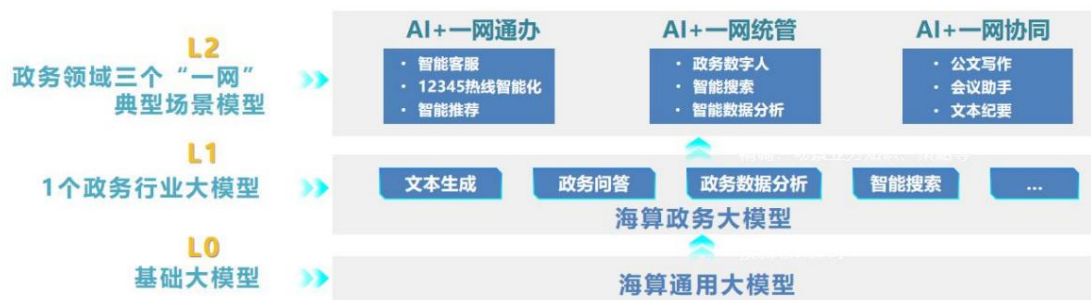 AI+一网通办
AI+一网统管
AI+一网协同
L2
政务领域三个“一网”
典型场景模型
• 智能客服
• 12345热线智能化
• 智能推荐
• 政务数字人
• 智能搜索
• 智能数据分析
• 公文写作
• 会议助手
• 文本纪要
L1
1个政务行业大模型
文本生成
政务问答
政务数据分析
智能搜索
...
海算政务大模型
L0
基础大模型
海算通用大模型